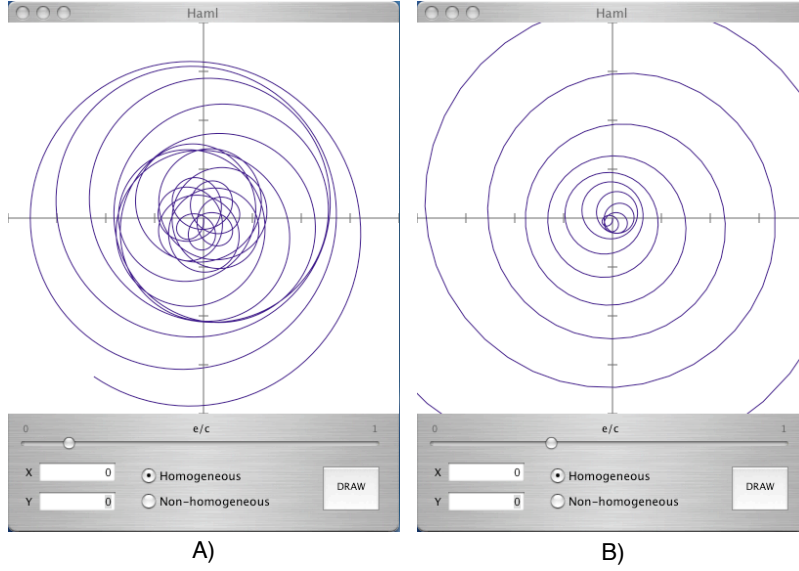 Haml
0 e/c 1
X 0
Homogeneous
DRAW
Y 0
Non-homogeneous
A)
Haml
0 e/c 1
X 0
Homogeneous
DRAW
Y 0
Non-homogeneous
B)